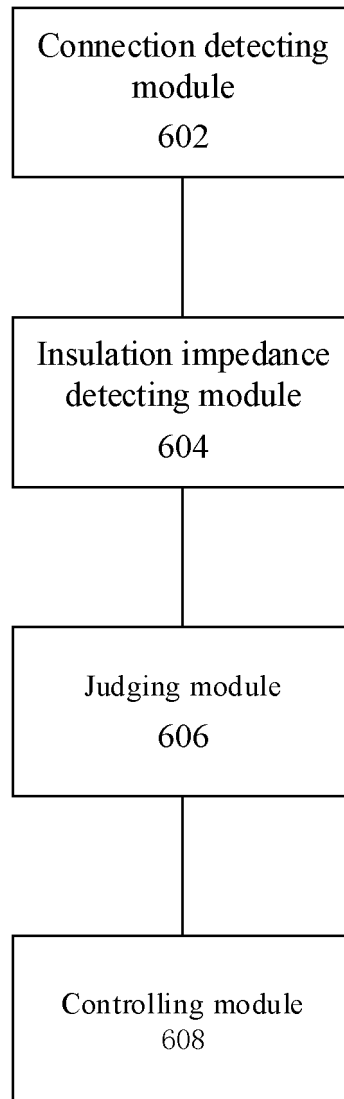 Connection detecting
module
602
Insulation impedance
detecting module
604
Judging module
606
Controlling module
608